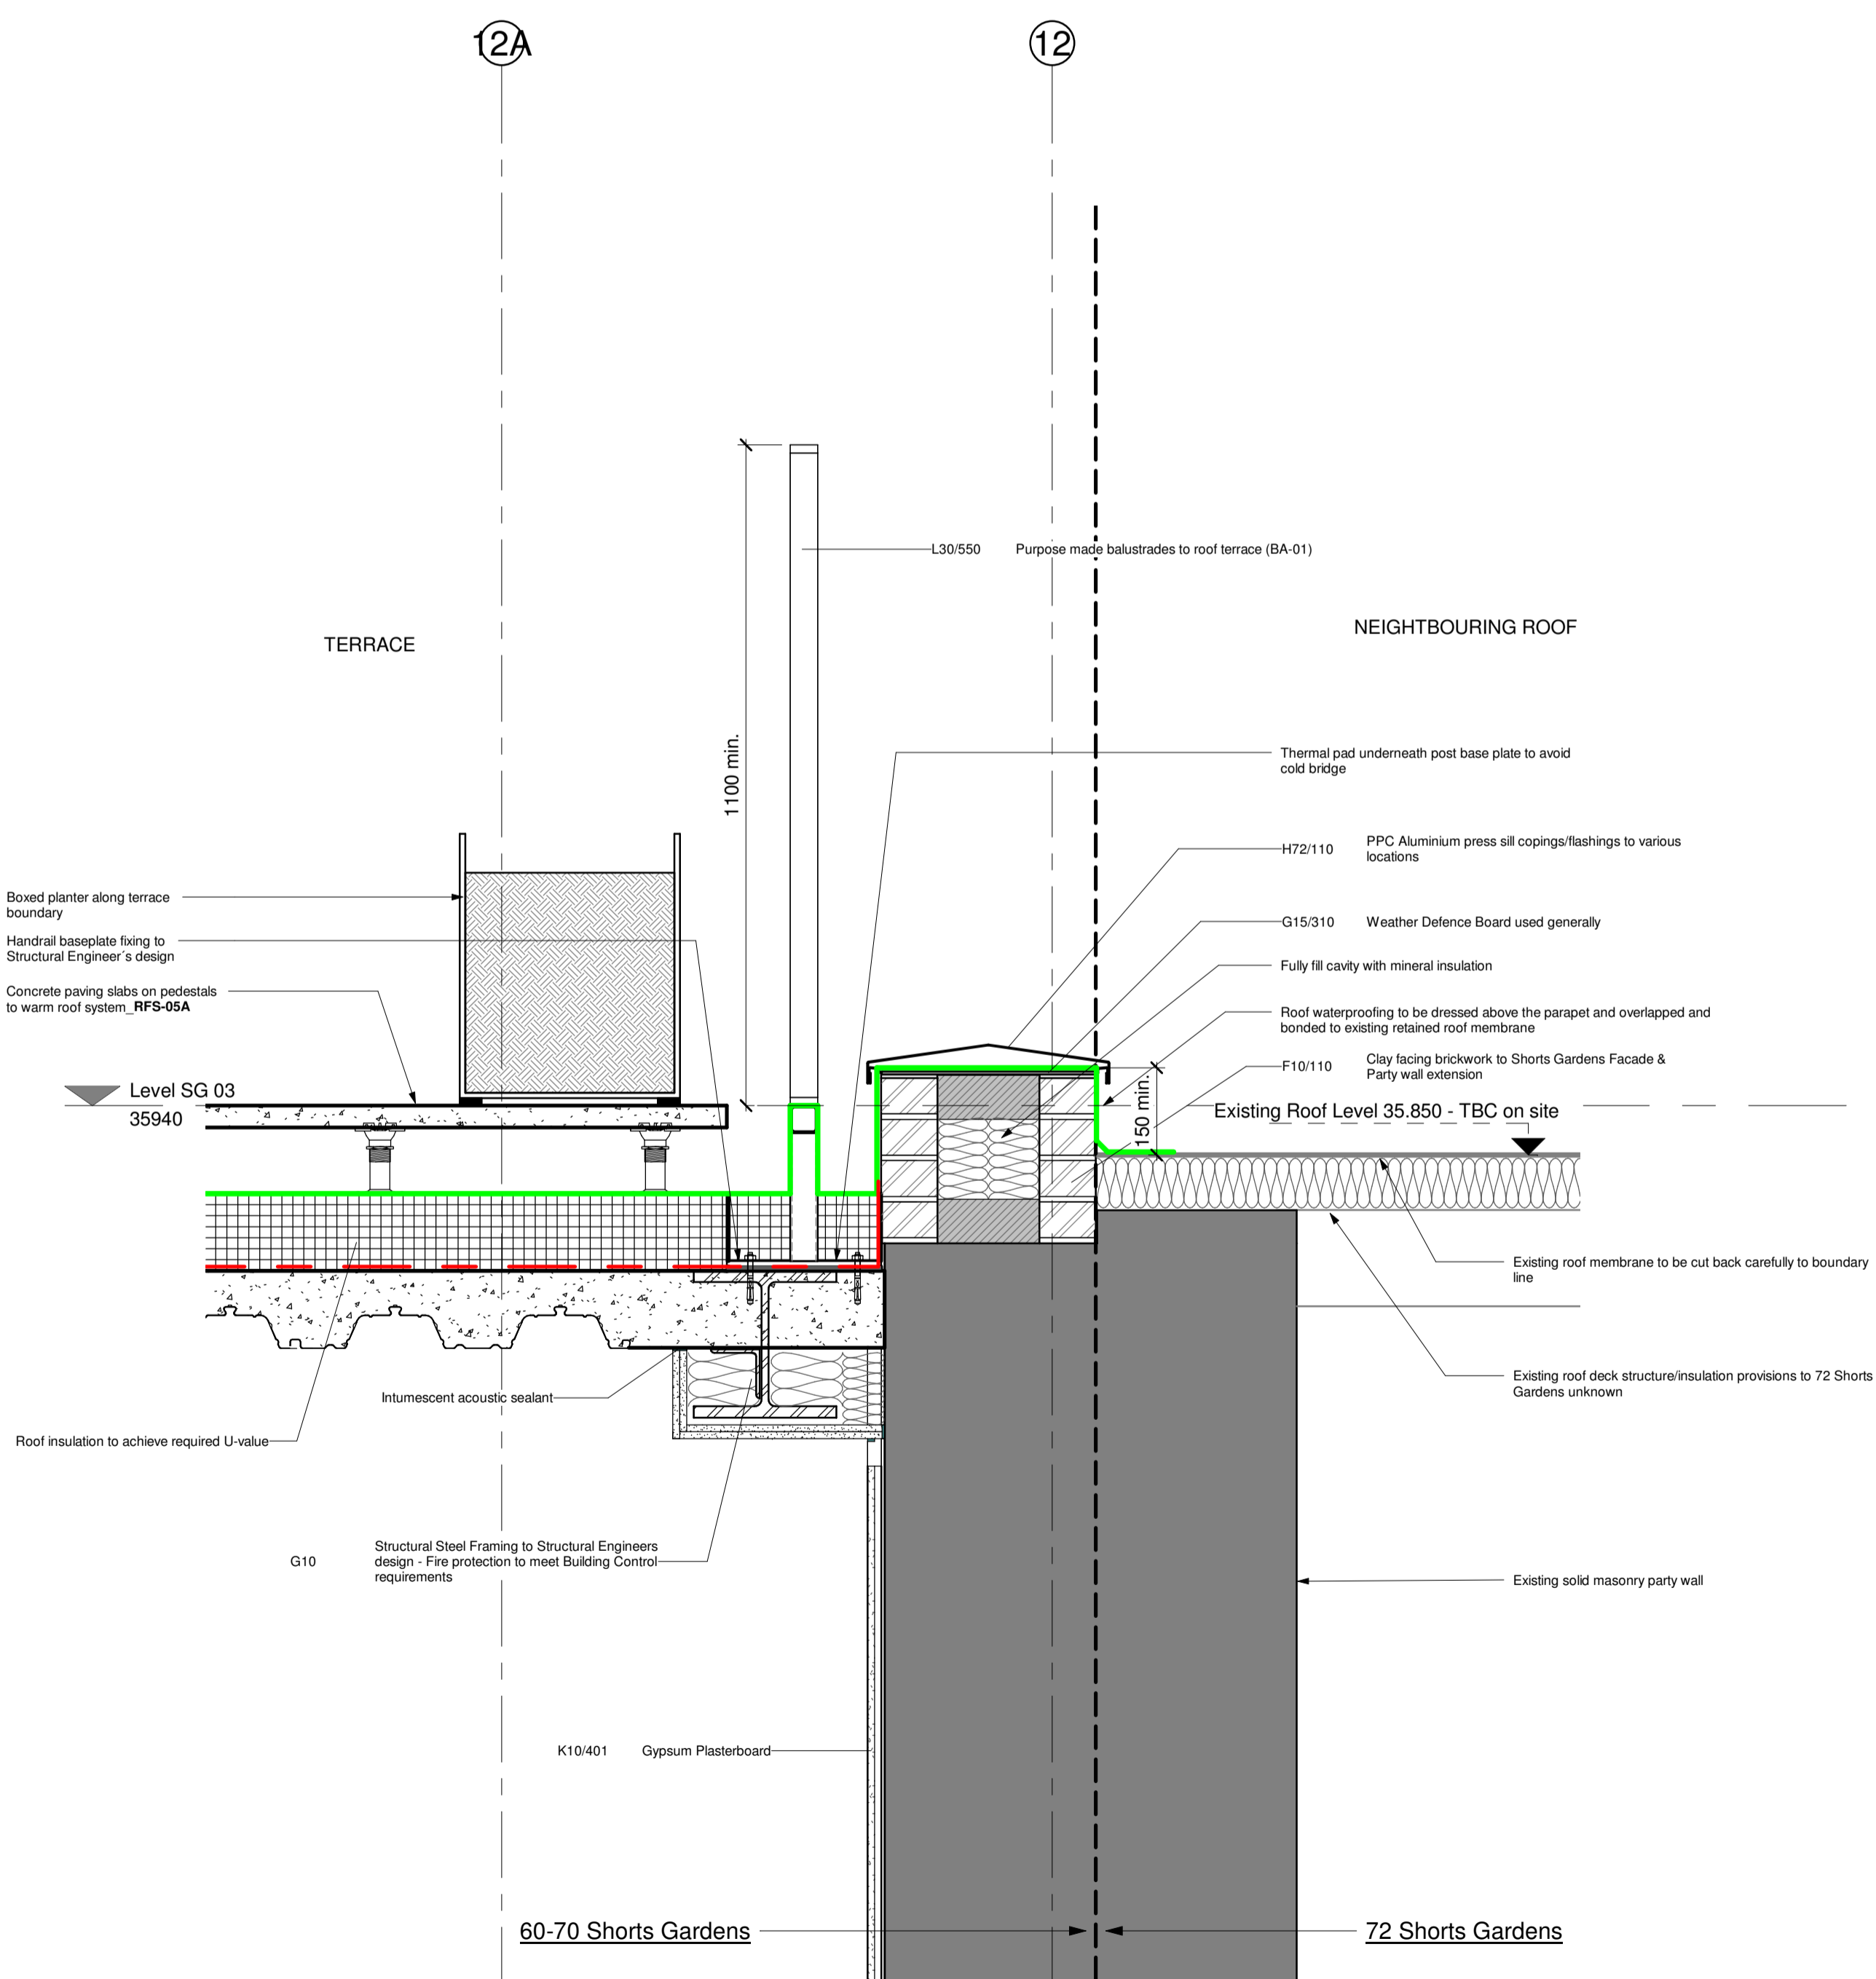 12A
12
L30/550 Purpose made balustrades to roof terrace (BA-01)
NEIGHTBOURING ROOF
TERRACE
1100 min.
Thermal pad underneath post base plate to avoid
cold bridge
H72/110 PPC Aluminium press sill copings/flashings to various
locations
Boxed planter along terrace
boundary
G15/310 Weather Defence Board used generally
Handrail baseplate fixing to
Structural Engineer´s design
Fully fill cavity with mineral insulation
Concrete paving slabs on pedestals
to warm roof system_RFS-05A
Roof waterproofing to be dressed above the parapet and overlapped and
bonded to existing retained roof membrane
F10/110 Clay facing brickwork to Shorts Gardens Facade &
Party wall extension
Level SG 03
35940
150 min.
Existing Roof Level 35.850 - TBC on site
Existing roof membrane to be cut back carefully to boundary
line
Existing roof deck structure/insulation provisions to 72 Shorts
Gardens unknown
Intumescent acoustic sealant
Roof insulation to achieve required U-value
G10 Structural Steel Framing to Structural Engineers
design - Fire protection to meet Building Control
requirements
Existing solid masonry party wall
K10/401 Gypsum Plasterboard
60-70 Shorts Gardens
72 Shorts Gardens